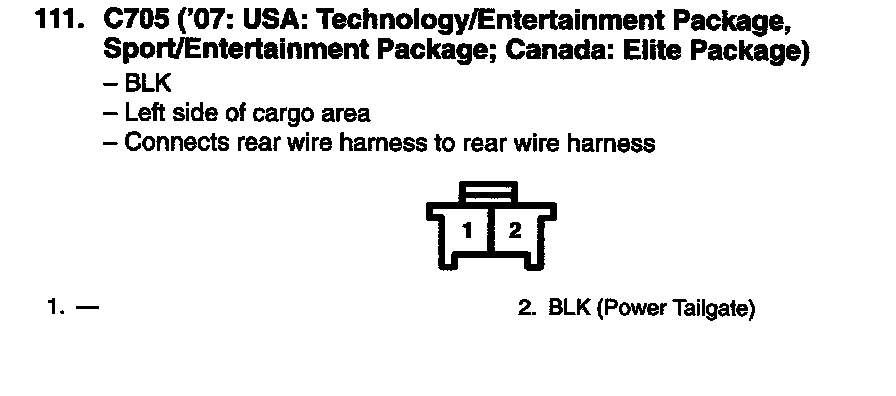 111. C705 ('07: USA: Technology/Entertainment Package,
Sport/Entertainment Package; Canada: Elite Package)
– BLK
– Left side of cargo area
– Connects rear wire harness to rear wire harness
1 2
1. —
2. BLK (Power Tailgate)